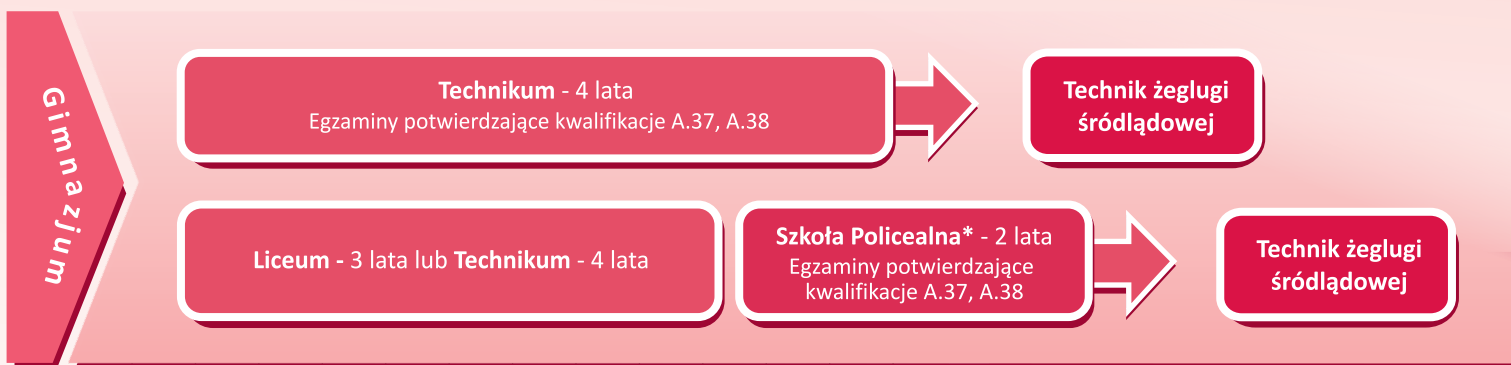 Gimnazjum
Technikum - 4 lata
Egzaminy potwierdzające kwalifikacje A.37, A.38
Technik żeglugi
śródlądowej
Liceum - 3 lata lub Technikum - 4 lata
Szkoła Policealna* - 2 lata
Egzaminy potwierdzające
kwalifikacje A.37, A.38
Technik żeglugi
śródlądowej